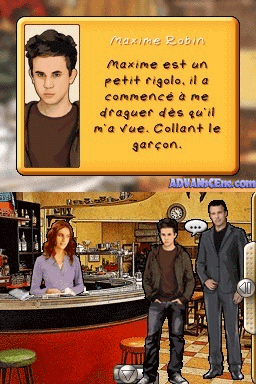 Maxime Robin
Maxime est un
petit rigolo, il a
commencé à me
draguer dès qu'il
m'a vue. Collant le
garçon.
ADVANsCEne.com
...